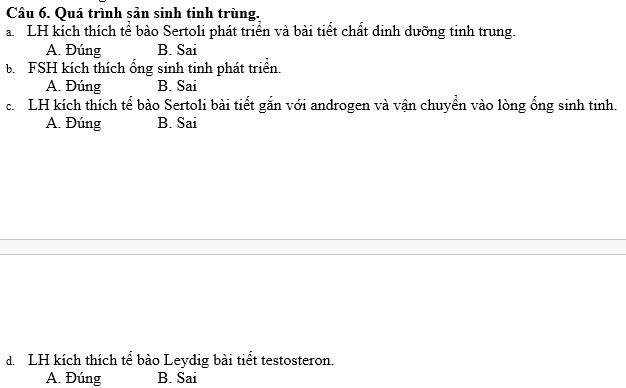 Câu 6. Quá trình sản sinh tinh trùng.
a. LH kích thích tế bào Sertoli phát triển và bài tiết chất dinh dưỡng tinh trung.
A. Đúng B. Sai
b. FSH kích thích ống sinh tinh phát triển.
A. Đúng B. Sai
c. LH kích thích tế bào Sertoli bài tiết gắn với androgen và vận chuyển vào lòng ống sinh tinh.
A. Đúng B. Sai
d. LH kích thích tế bào Leydig bài tiết testosteron.
A. Đúng B. Sai